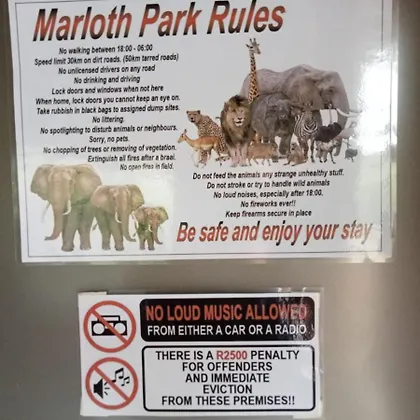 Marloth Park Rules
No walking between 18:00 - 06:00
Speed limit 30km on dirt roads. (50km tarred roads)
No unlicensed drivers on any road
No drinking and driving
Lock doors and windows when not here
When home, lock doors you cannot keep an eye on.
Take rubbish in black bags to assigned dump sites.
No littering.
No spotlighting to disturb animals or neighbours.
Sorry, no pets.
No chopping of trees or removing of vegetation.
Extinguish all fires after a braai.
No open fires in field.
Do not feed the animals any strange unhealthy stuff.
Do not stroke or try to handle wild animals
No loud noises, especially after 18:00.
No fireworks ever!!
Keep firearms secure in place
Be safe and enjoy your stay
NO LOUD MUSIC ALLOWED
FROM EITHER A CAR OR A RADIO
THERE IS A R2500 PENALTY
FOR OFFENDERS
AND IMMEDIATE
EVICTION
FROM THESE PREMISES!!